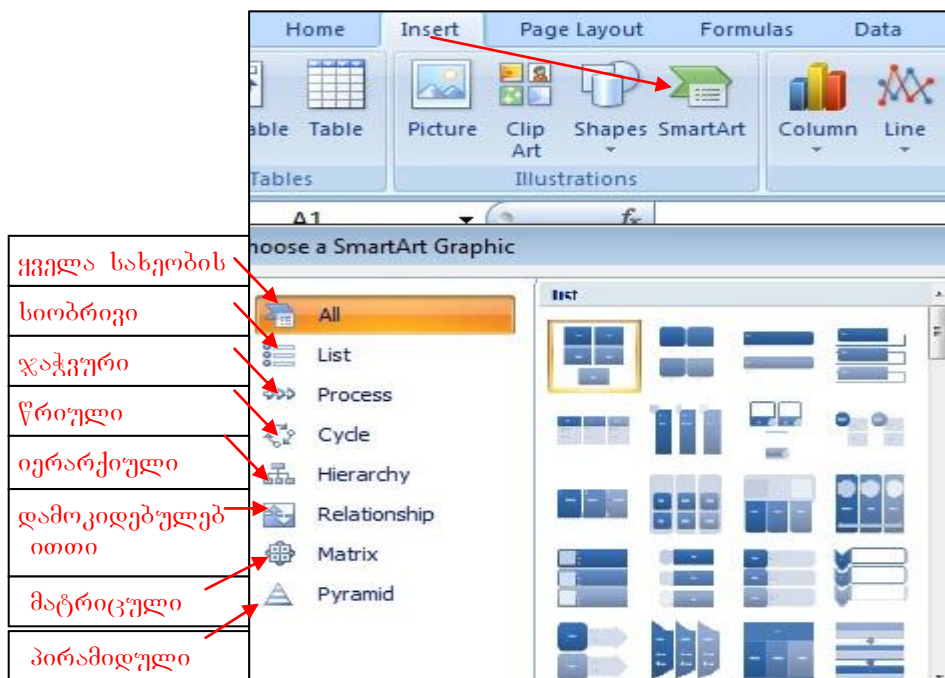 Home Insert Page Layout Formulas Data
able Table Picture Clip Art Shapes SmartArt Column Line
Tables Illustrations
A1 fx
hoose a SmartArt Graphic
ყველა სახეობის
სიობრივი
ჯაჭვური
წრიული
იერარქიული
დამოკიდებულებ
ითთი
მატრიცული
პირამიდული
All
List
Process
Cycle
Hierarchy
Relationship
Matrix
Pyramid
List